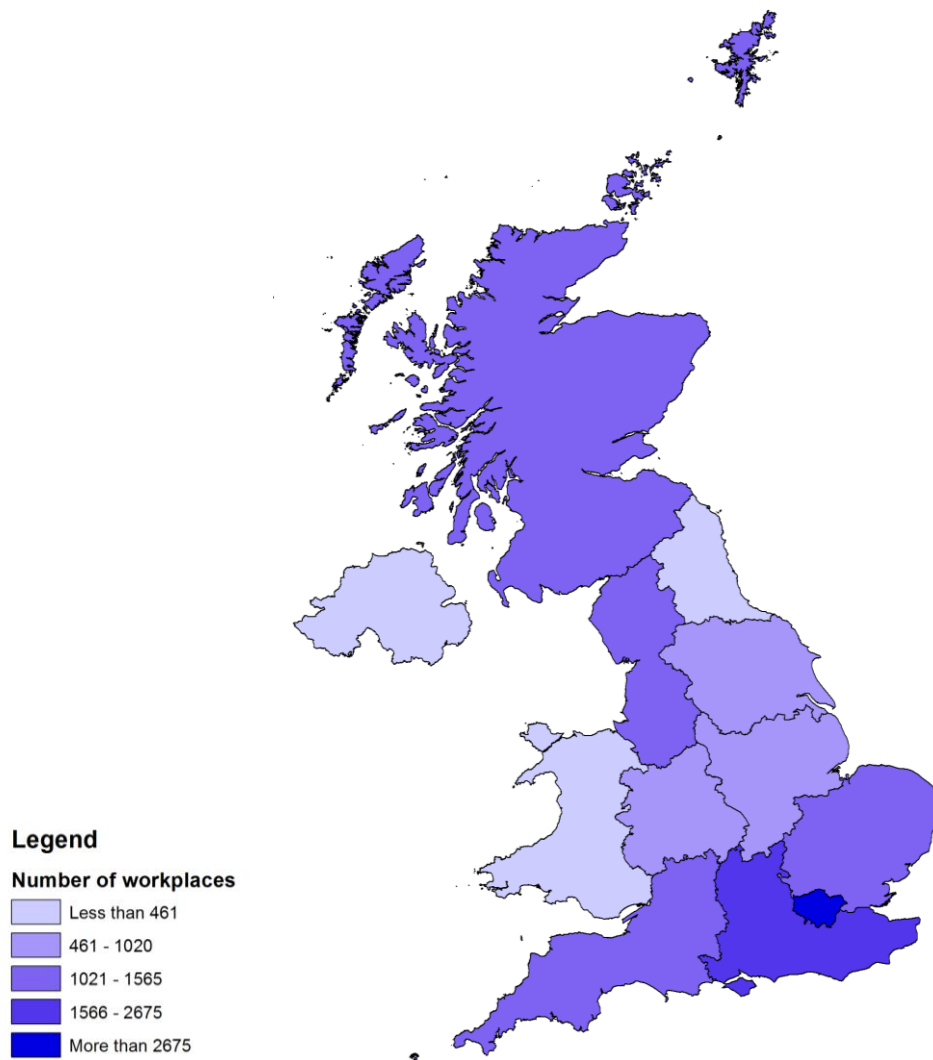 Legend
Number of workplaces
Less than 461
461 - 1020
1021 - 1565
1566 - 2675
More than 2675